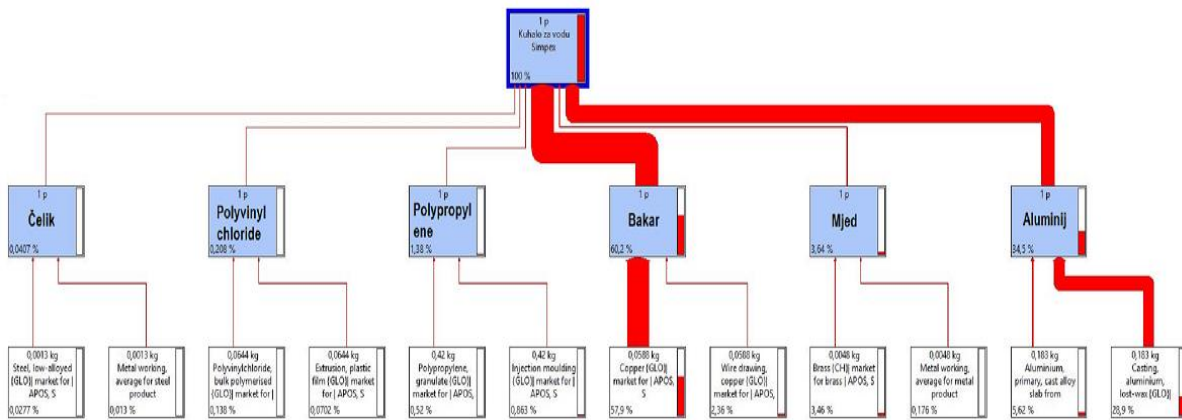 1 p
Kuhalo za vodu
Simpex
100 %
1 p
Čelik
0,0407 %
1 p
Polyvinyl
chloride
0,208 %
1 p
Polypropyl
ene
1,38 %
1 p
Bakar
60,2 %
1 p
Mjed
3,64 %
1 p
Aluminij
34,5 %
0,0013 kg
Steel, low-alloyed
{GLO}| market for |
APOS, S
0,0277 %
0,0013 kg
Metal working,
average for steel
product
0,013 %
0,0644 kg
Polyvinylchloride,
bulk polymerised
{GLO}| market for |
0,138 %
0,0644 kg
Extrusion, plastic
film {GLO}| market
for | APOS, S
0,0702 %
0,42 kg
Polypropylene,
granulate {GLO}|
market for | APOS,
0,52 %
0,42 kg
Injection moulding
{GLO}| market for |
APOS, S
0,863 %
0,0588 kg
Copper {GLO}|
market for | APOS,
S
57,9 %
0,0588 kg
Wire drawing,
copper {GLO}|
market for | APOS,
2,36 %
0,0048 kg
Brass {CH}| market
for brass | APOS, S
3,46 %
0,0048 kg
Metal working,
average for metal
product
0,176 %
0,183 kg
Aluminium,
primary, cast alloy
slab from
5,62 %
0,183 kg
Casting,
aluminium,
lost-wax {GLO}|
28,9 %